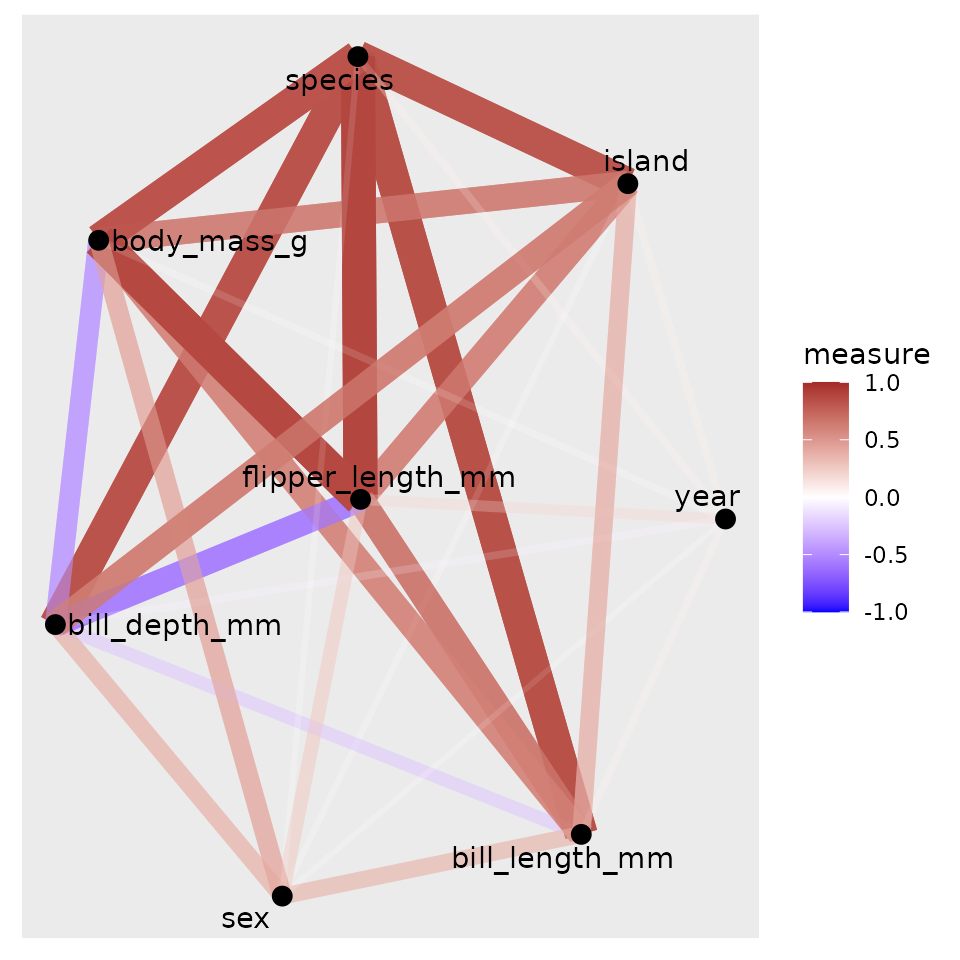 species
island
body_mass_g
measure
1.0
0.5
0.0
-0.5
-1.0
flipper_length_mm
year
bill_depth_mm
bill_length_mm
sex